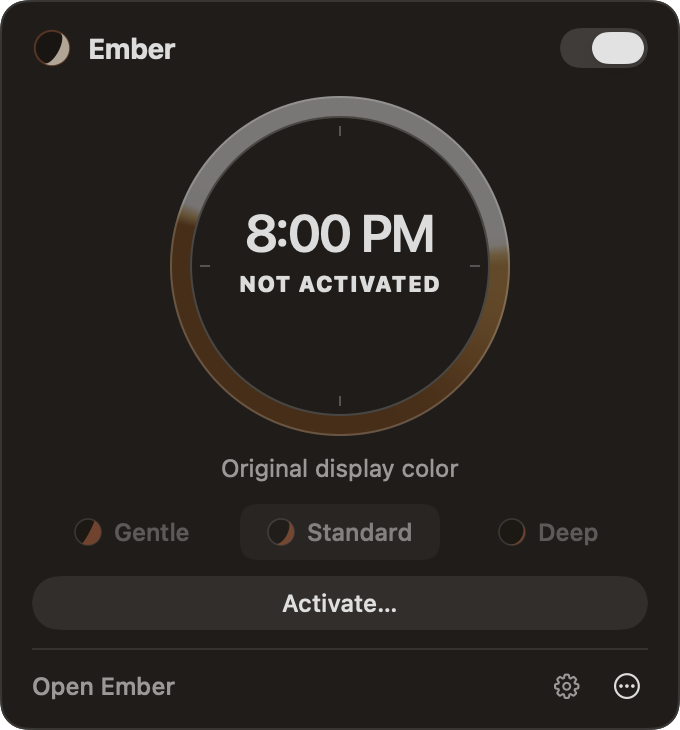 Ember
8:00 PM
NOT ACTIVATED
Original display color
Gentle
Standard
Deep
Activate...
Open Ember